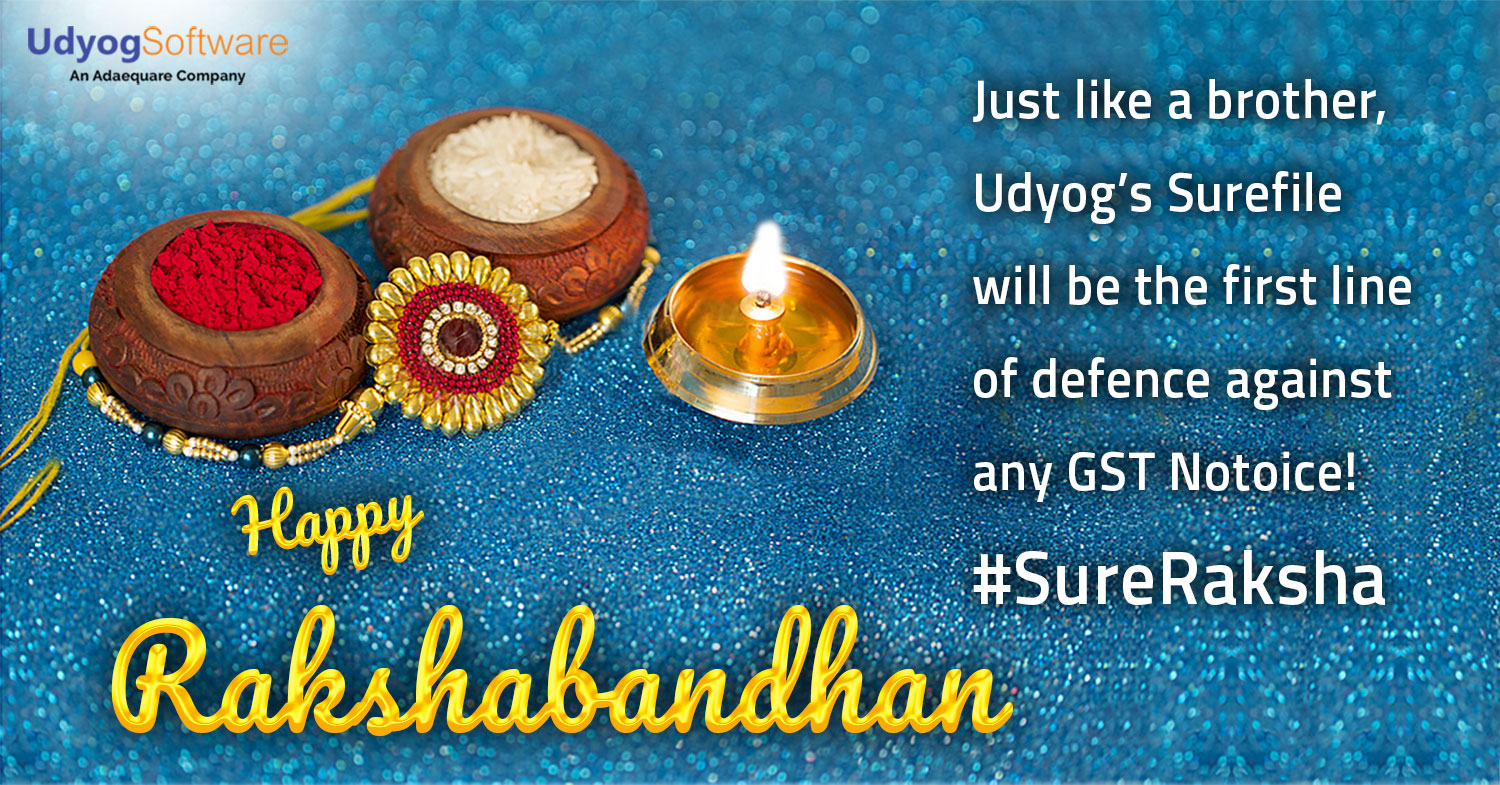 UdyogSoftware
An Adaequare Company
Just like a brother,
Udyog’s Surefile
will be the first line
of defence against
any GST Notoice!
#SureRaksha
Happy
Rakshabandhan